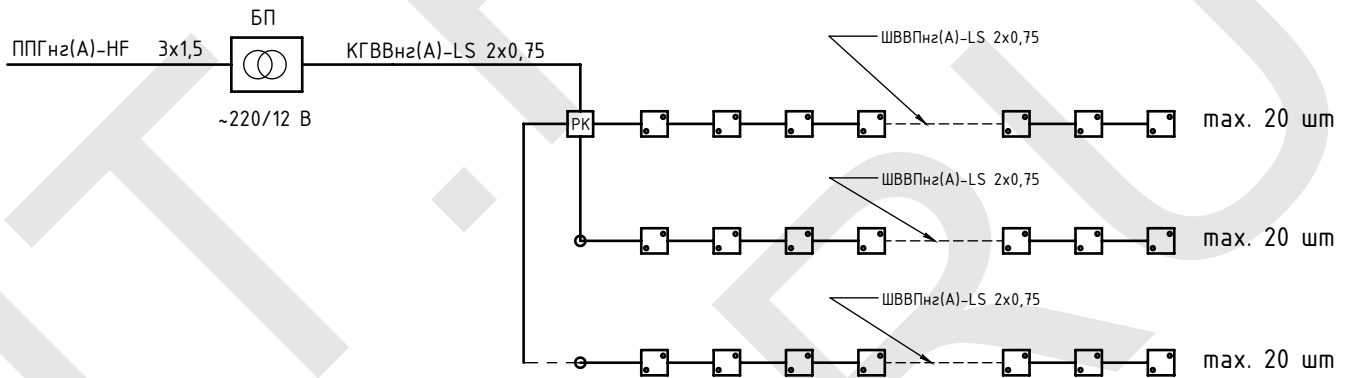 БП
ППГнг(А)-HF 3х1,5
КГВВнг(А)-LS 2х0,75
~220/12 В
РК
ШВВПнг(А)-LS 2х0,75
max. 20 шт
ШВВПнг(А)-LS 2х0,75
max. 20 шт
ШВВПнг(А)-LS 2х0,75
max. 20 шт